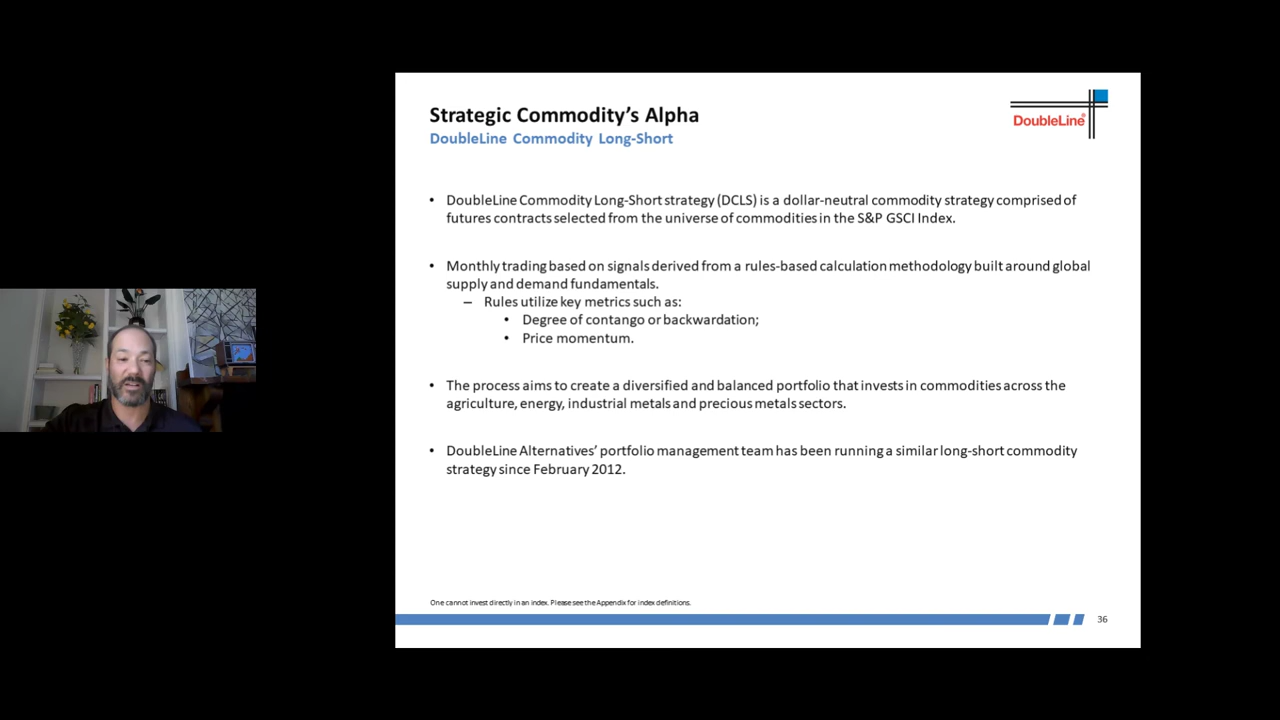 Strategic Commodity's Alpha
DoubleLine Commodity Long-Short
DoubleLine®
• DoubleLine Commodity Long-Short strategy (DCLS) is a dollar-neutral commodity strategy comprised of
futures contracts selected from the universe of commodities in the S&P GSCI Index.
• Monthly trading based on signals derived from a rules-based calculation methodology built around global
supply and demand fundamentals.
– Rules utilize key metrics such as:
• Degree of contango or backwardation;
• Price momentum.
• The process aims to create a diversified and balanced portfolio that invests in commodities across the
agriculture, energy, industrial metals and precious metals sectors.
• DoubleLine Alternatives' portfolio management team has been running a similar long-short commodity
strategy since February 2012.
One cannot invest directly in an index. Please see the Appendix for index definitions.
36